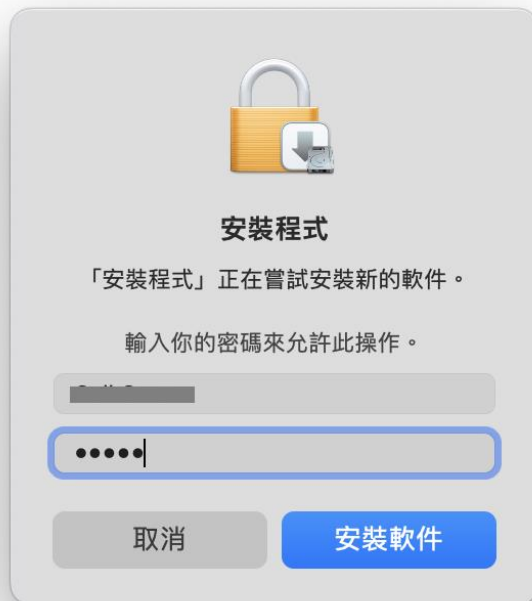 安裝程式
「安裝程式」正在嘗試安裝新的軟件。
輸入你的密碼來允許此操作。
•••••
取消
安裝軟件